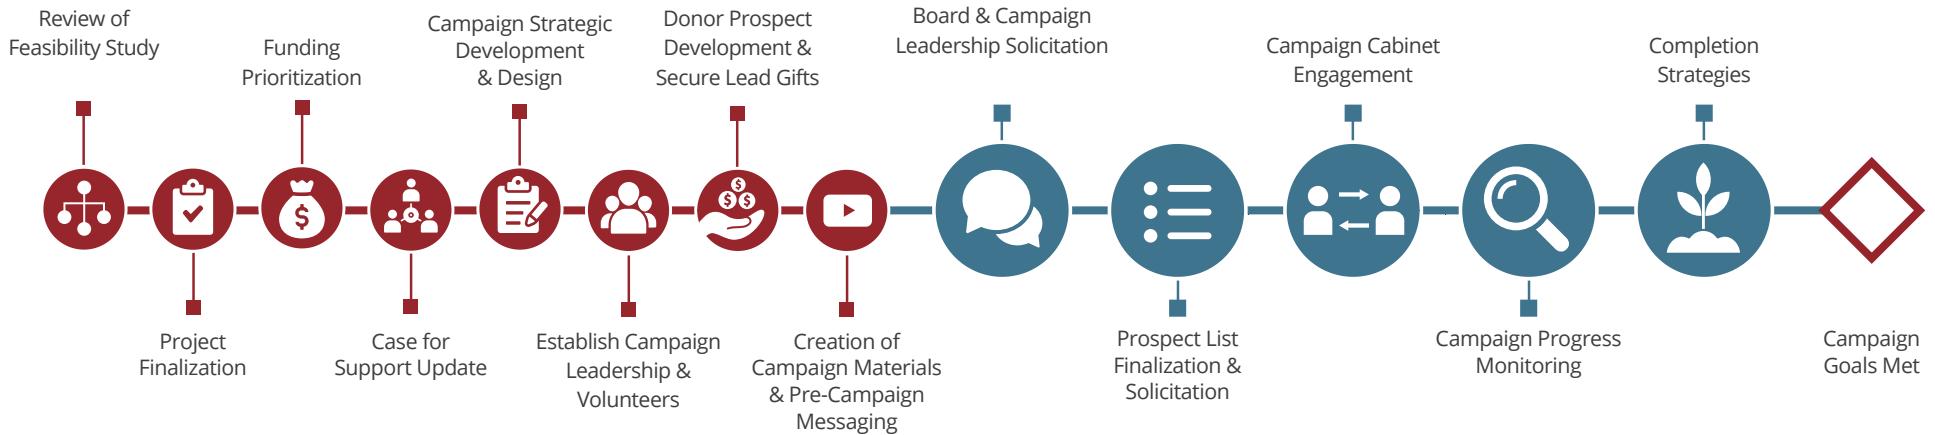 Review of
Feasibility Study
Project
Finalization
Funding
Prioritization
Case for
Support Update
Campaign Strategic
Development
& Design
Establish Campaign
Leadership &
Volunteers
Donor Prospect
Development &
Secure Lead Gifts
Creation of
Campaign Materials
& Pre-Campaign
Messaging
Board & Campaign
Leadership Solicitation
Prospect List
Finalization &
Solicitation
Campaign Cabinet
Engagement
Campaign Progress
Monitoring
Completion
Strategies
Campaign
Goals Met